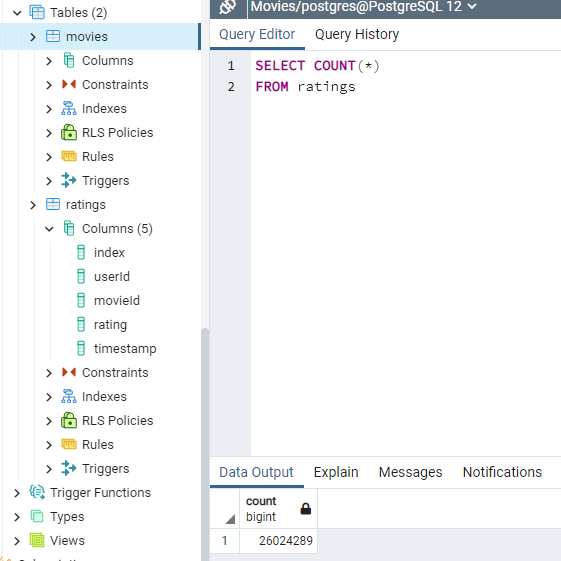 Tables (2)
movies
Columns
Constraints
Indexes
RLS Policies
Rules
Triggers
ratings
Columns (5)
index
userId
movieId
rating
timestamp
Constraints
Indexes
RLS Policies
Rules
Triggers
Trigger Functions
Types
Views
Movies/postgres@PostgreSQL 12
Query Editor Query History
1 SELECT COUNT(*)
2 FROM ratings
Data Output Explain Messages Notifications
count
bigint
1 26024289